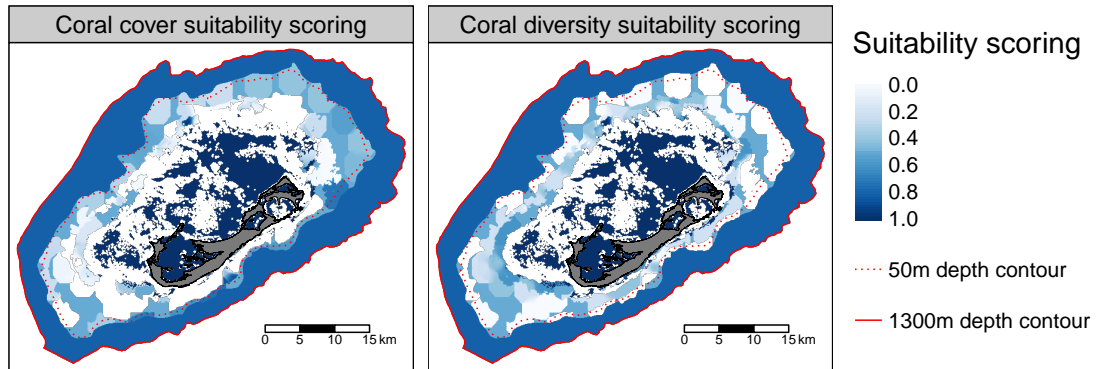 Coral cover suitability scoring
Coral diversity suitability scoring
Suitability scoring
0.0
0.2
0.4
0.6
0.8
1.0
50m depth contour
1300m depth contour
0 5 10 15 km
0 5 10 15 km